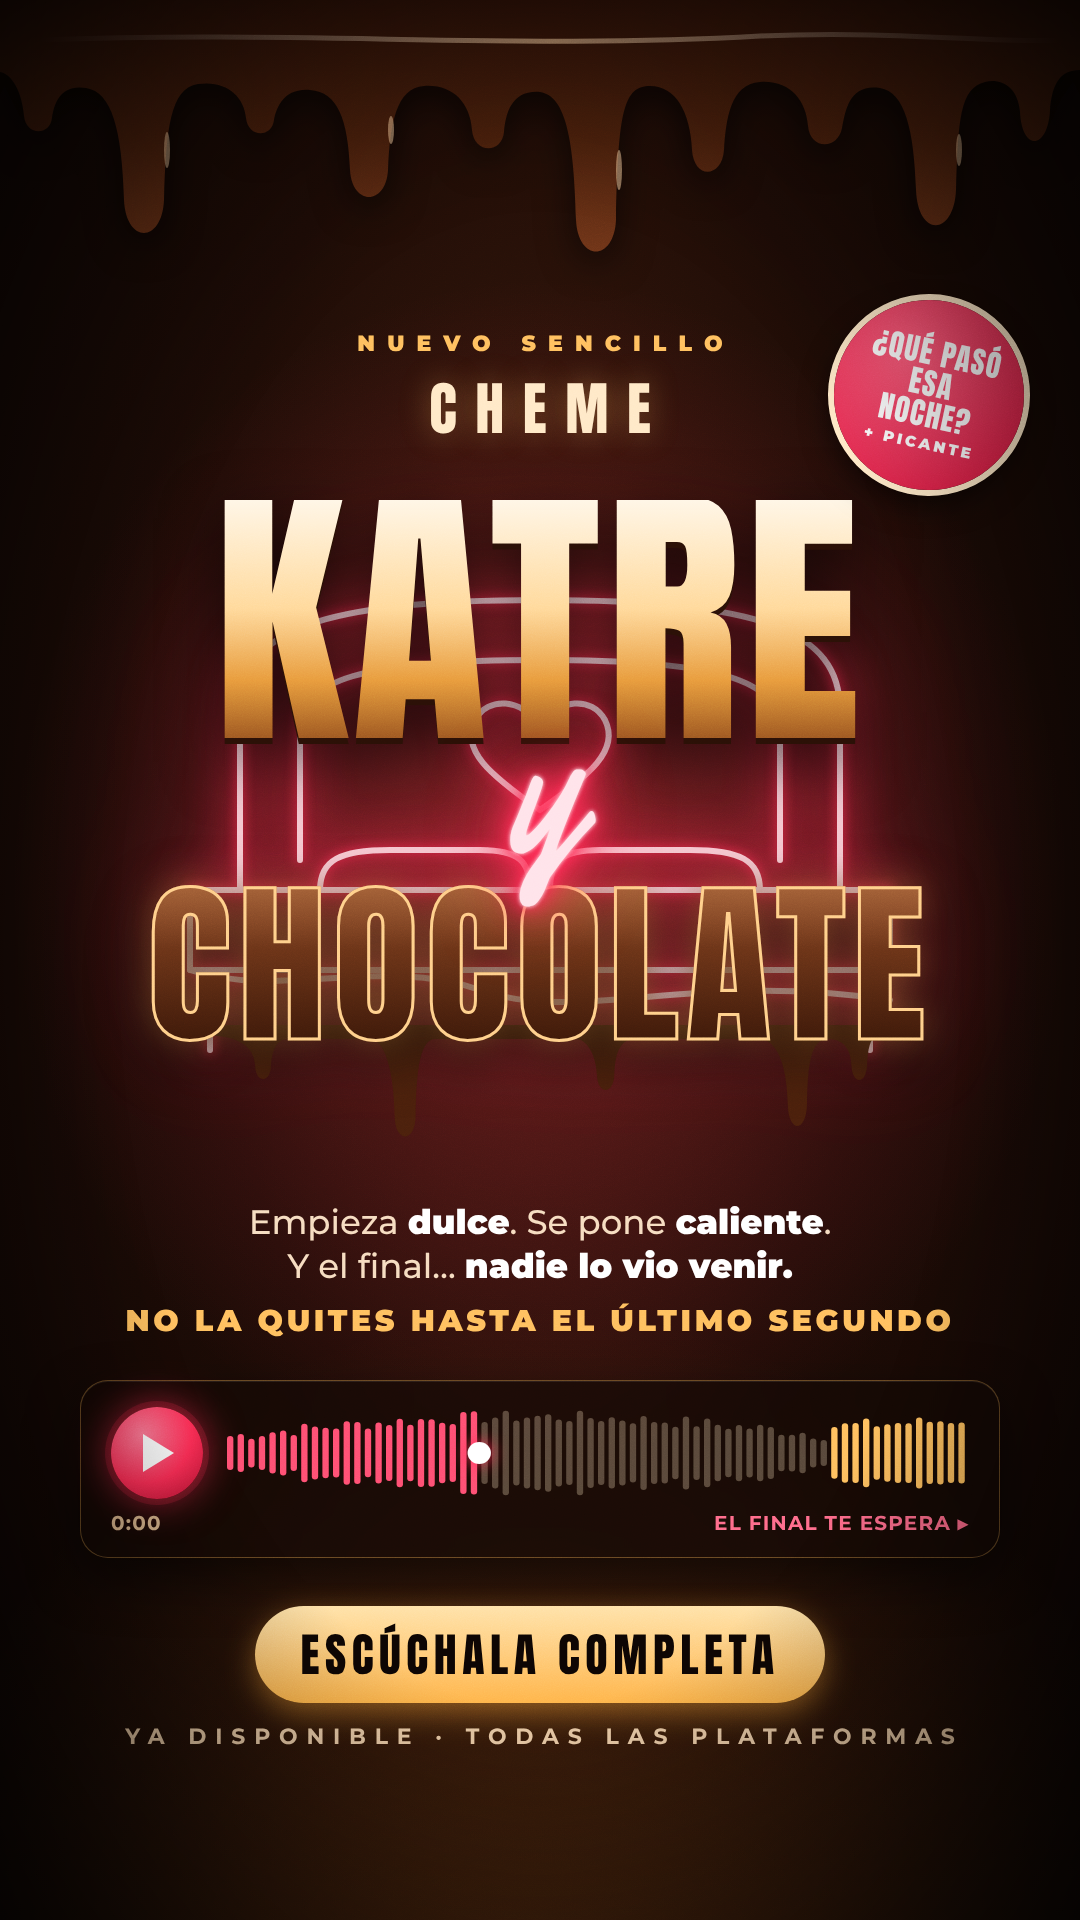 NUEVO SENCILLO
CHEME
¿QUÉ PASÓ
ESA
NOCHE?
+ PICANTE
KATRE
y
CHOCOLATE
Empieza dulce. Se pone caliente.
Y el final... nadie lo vio venir.
NO LA QUITES HASTA EL ÚLTIMO SEGUNDO
0:00
EL FINAL TE ESPERA ▸
ESCÚCHALA COMPLETA
YA DISPONIBLE · TODAS LAS PLATAFORMAS